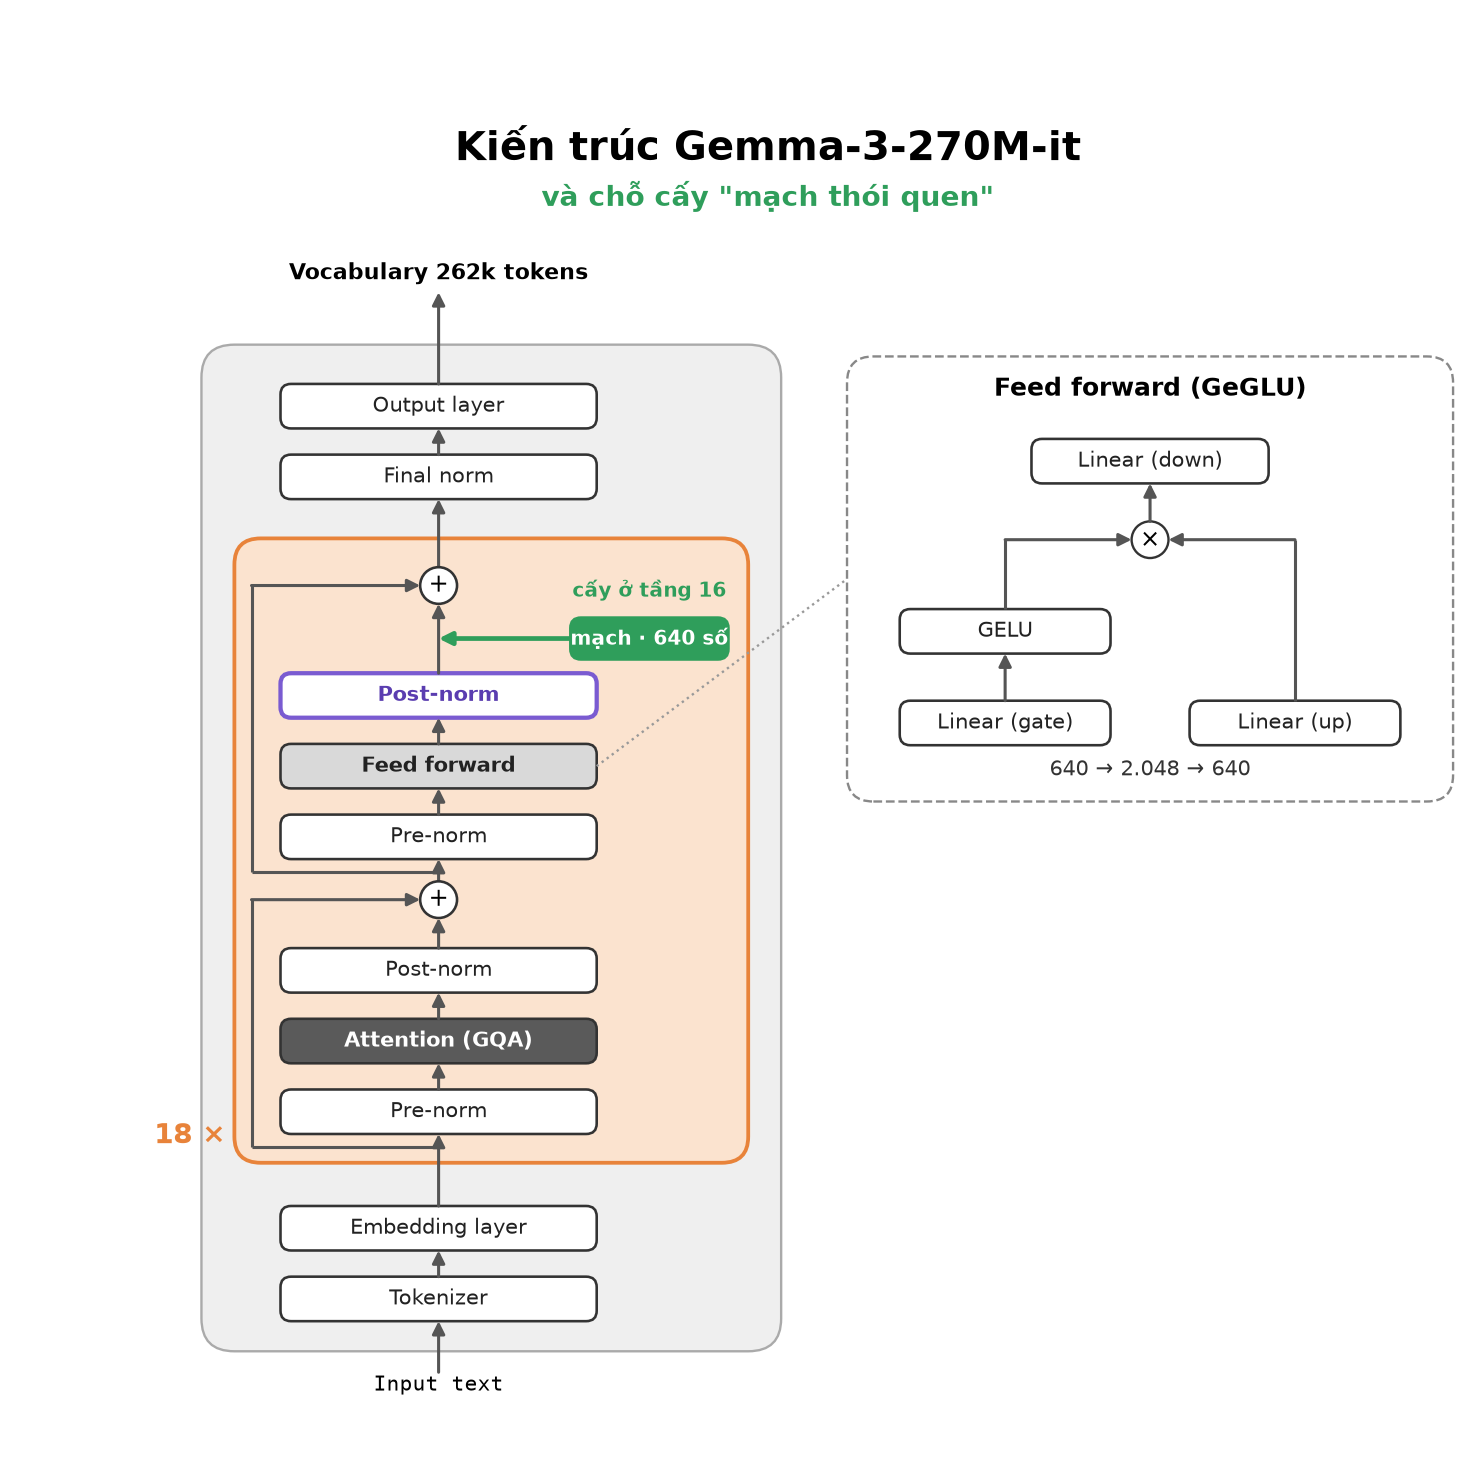 Kiến trúc Gemma-3-270M-it
và chỗ cấy "mạch thói quen"
Vocabulary 262k tokens
Output layer
Final norm
+
cấy ở tầng 16
mạch · 640 số
Post-norm
Feed forward
Pre-norm
+
Post-norm
Attention (GQA)
Pre-norm
18 ×
Embedding layer
Tokenizer
Input text
Feed forward (GeGLU)
Linear (down)
×
GELU
Linear (gate)
Linear (up)
640 → 2.048 → 640